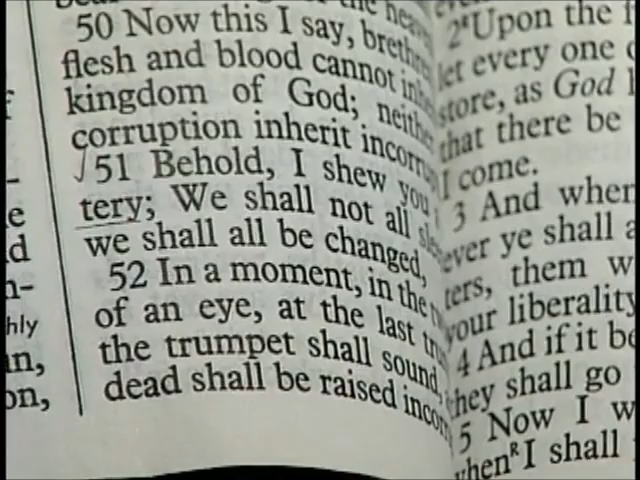 50 Now this I say,
flesh and blood cannot
kingdom of God;
corruption inherit
51 Behold, I shew you
tery; We shall not all
we shall all be changed,
52 In a moment, in the
of an eye, at the last
the trumpet shall sound,
dead shall be raised
2 Upon the
let every one
store, as God
that there be
I come.
3 And when
ever ye shall
ters, them
your liberality
4 And if it be
they shall go
5 Now I
when R I shall
hly